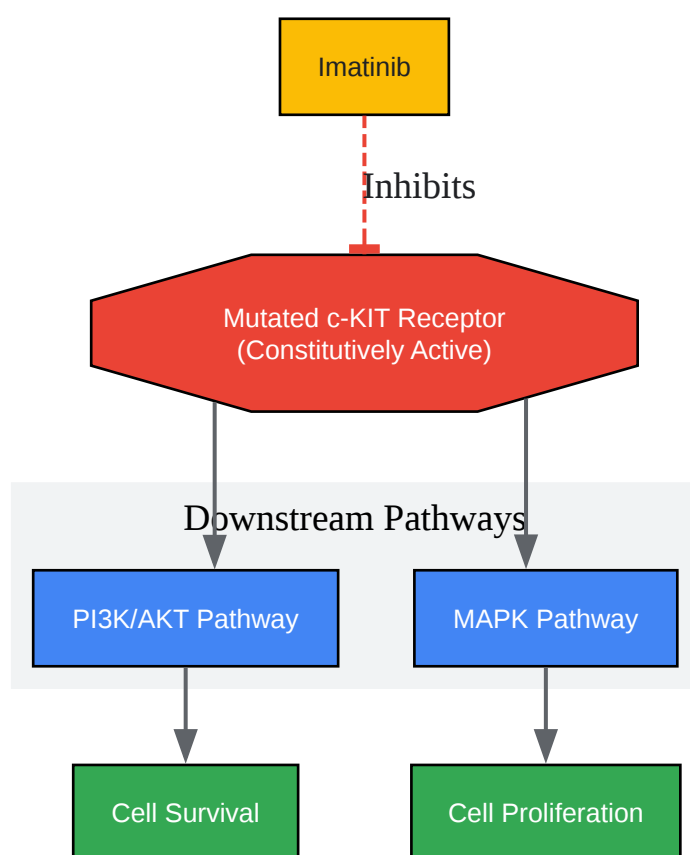 Imatinib
Inhibits
Mutated c-KIT Receptor
(Constitutively Active)
Downstream Pathways
PI3K/AKT Pathway
MAPK Pathway
Cell Survival
Cell Proliferation